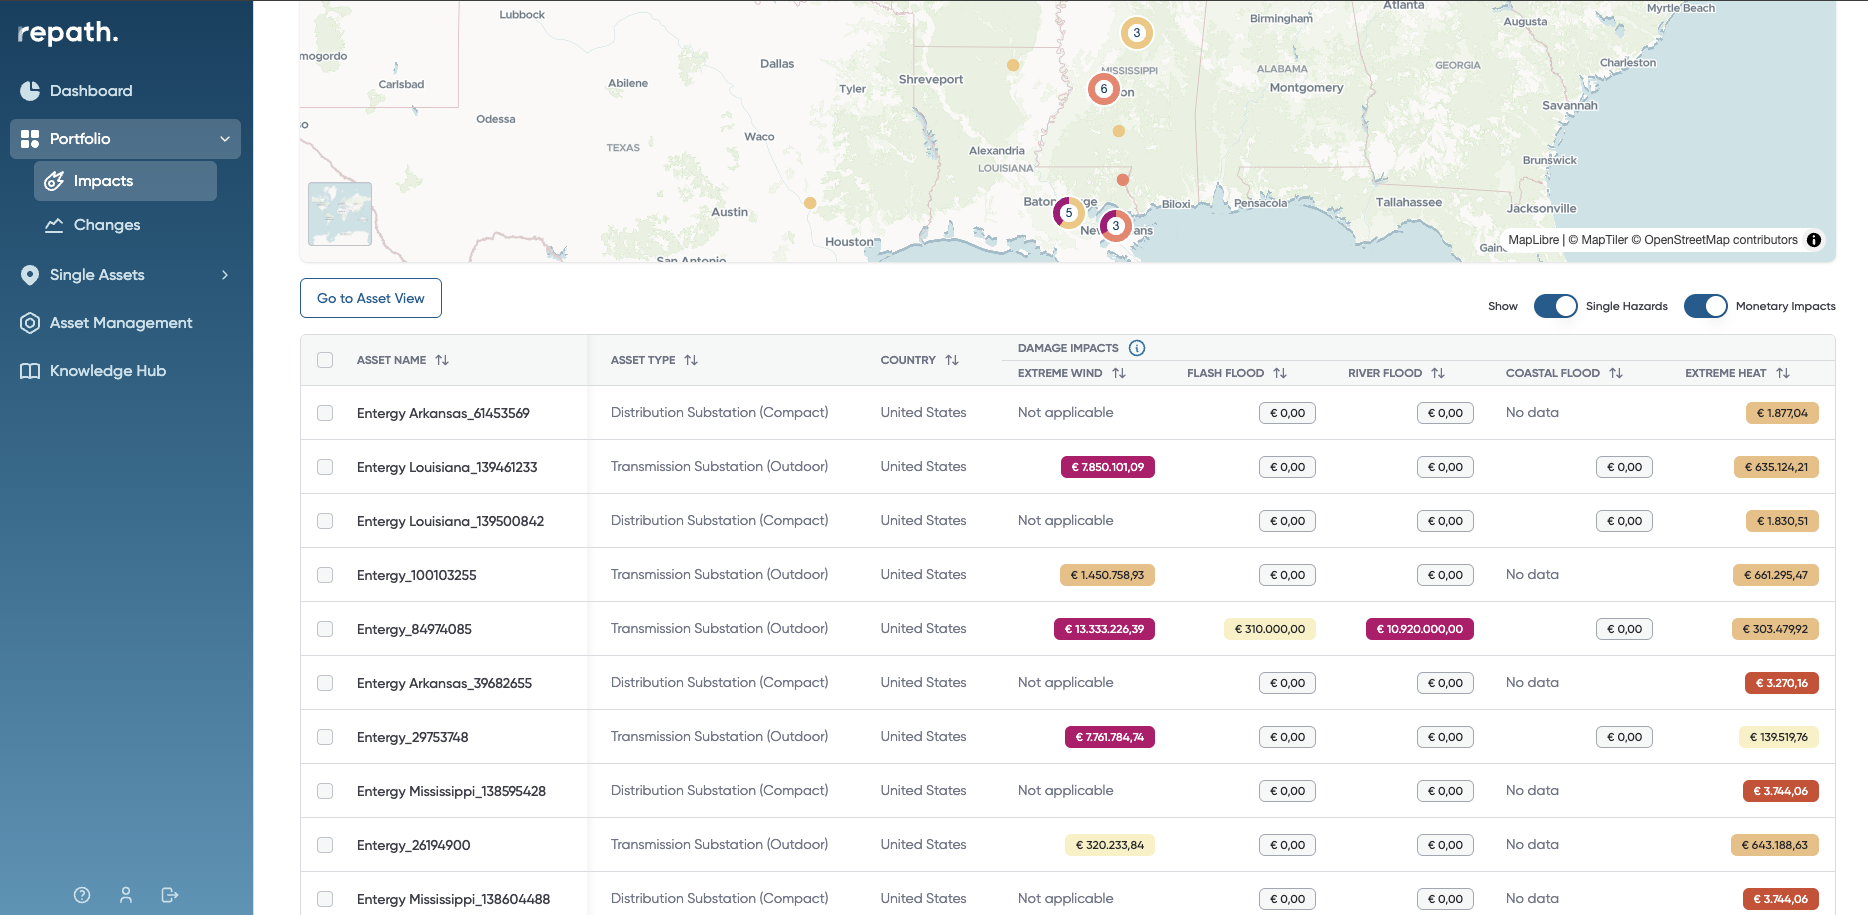 repath.
Dashboard
Portfolio
Impacts
Changes
Single Assets
Asset Management
Knowledge Hub
Lubbock
Birmingham
Atlanta
Myrtle Beach
Augusta
mogordo
Carlsbad
Abilene
Dallas
Tyler
Shreveport
3
MISSISSIPPI
ALABAMA
Montgomery
GEORGIA
Charleston
6
on
Savannah
Odessa
Waco
TEXAS
Alexandria
LOUISIANA
Brunswick
Austin
Houston
San Antonio
Baton
ge
5
New
3
ans
Biloxi
Pensacola
Tallahassee
Jacksonville
Gain
MapLibre | © MapTiler © OpenStreetMap contributors
Go to Asset View
Show Single Hazards Monetary Impacts
ASSET NAME ASSET TYPE COUNTRY DAMAGE IMPACTS
EXTREME WIND FLASH FLOOD RIVER FLOOD COASTAL FLOOD EXTREME HEAT
Entergy Arkansas_61453569 Distribution Substation (Compact) United States Not applicable € 0,00 € 0,00 No data € 1.877,04
Entergy Louisiana_139461233 Transmission Substation (Outdoor) United States € 7.850.101,09 € 0,00 € 0,00 € 0,00 € 635.124,21
Entergy Louisiana_139500842 Distribution Substation (Compact) United States Not applicable € 0,00 € 0,00 € 0,00 € 1.830,51
Entergy_100103255 Transmission Substation (Outdoor) United States € 1.450.758,93 € 0,00 € 0,00 No data € 661.295,47
Entergy_84974085 Transmission Substation (Outdoor) United States € 13.333.226,39 € 310.000,00 € 10.920.000,00 € 0,00 € 303.479,92
Entergy Arkansas_39682655 Distribution Substation (Compact) United States Not applicable € 0,00 € 0,00 No data € 3.270,16
Entergy_29753748 Transmission Substation (Outdoor) United States € 7.761.784,74 € 0,00 € 0,00 € 0,00 € 139.519,76
Entergy Mississippi_138595428 Distribution Substation (Compact) United States Not applicable € 0,00 € 0,00 No data € 3.744,06
Entergy_26194900 Transmission Substation (Outdoor) United States € 320.233,84 € 0,00 € 0,00 No data € 643.188,63
Entergy Mississippi_138604488 Distribution Substation (Compact) United States Not applicable € 0,00 € 0,00 No data € 3.744,06